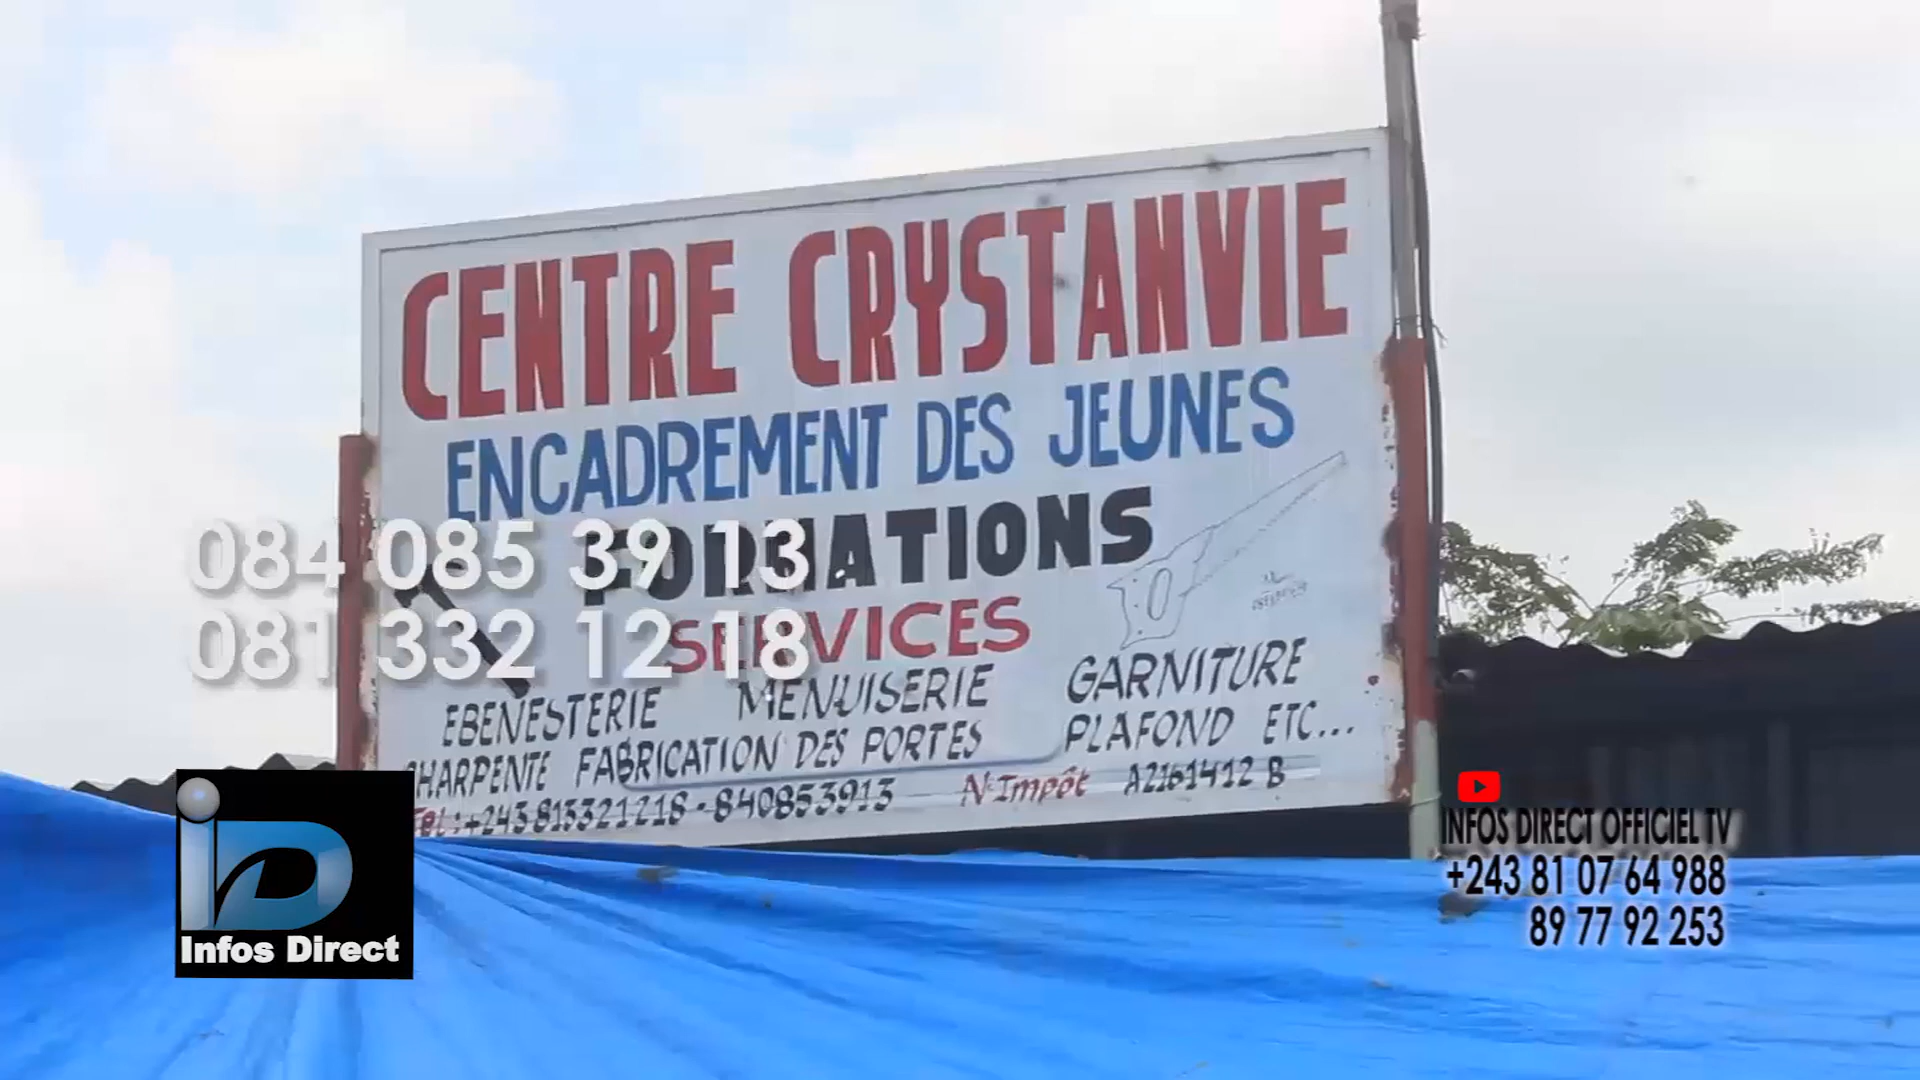 CENTRE CRYSTANVIE
ENCADREMENT DES JEUNES
FORMATIONS
SERVICES
EBENESTERIE MENUISERIE GARNITURE
CHARPENTE FABRICATION DES PORTES PLAFOND ETC...
Tel: +243 813321218 - 840853913 N° Impôt A2161412 B
084 085 39 13
081 332 12 18
iD
Infos Direct
INFOS DIRECT OFFICIEL TV
+243 81 07 64 988
89 77 92 253